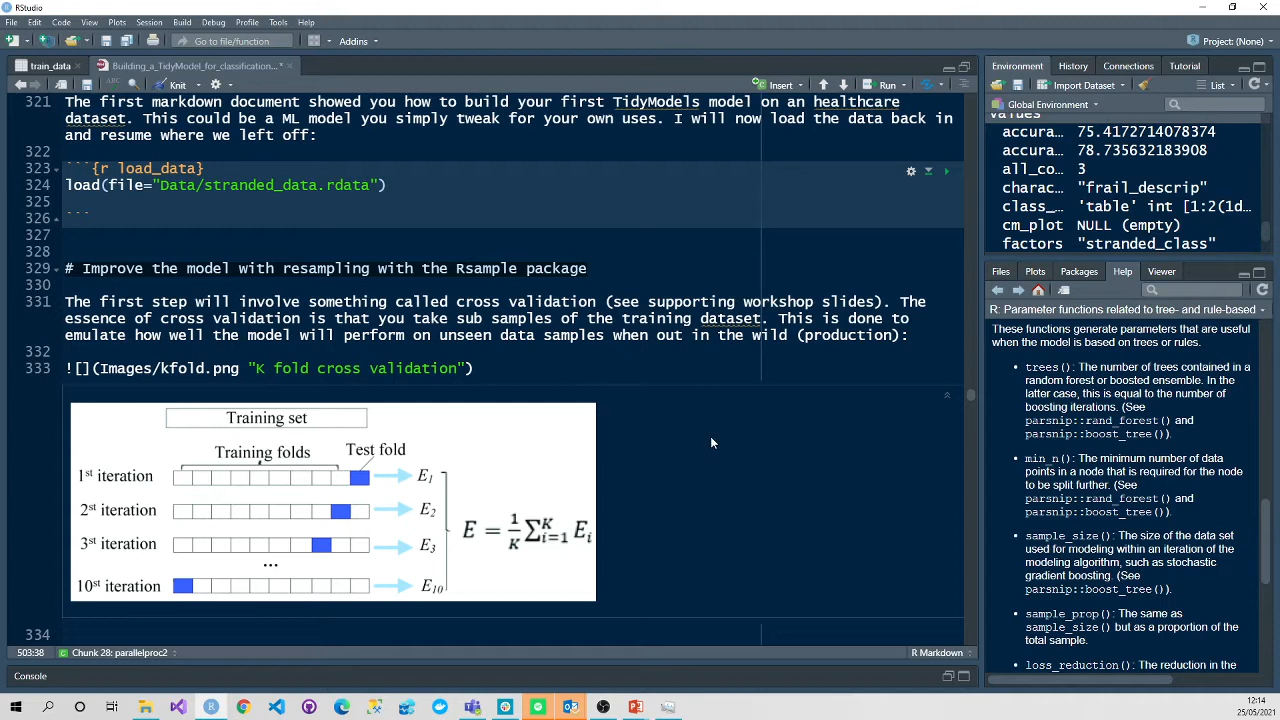 RStudio
File Edit Code View Plots Session Build Debug Profile Tools Help
Go to file/function
Addins
Project: (None)
train_data
Building_a_TidyModel_for_classification...*
Knit
Insert
Run
321 The first markdown document showed you how to build your first TidyModels model on an healthcare
dataset. This could be a ML model you simply tweak for your own uses. I will now load the data back in
and resume where we left off:
322
323 ```{r load_data}
324 load(file="Data/stranded_data.rdata")
325
326 ```
327
328
329 # Improve the model with resampling with the Rsample package
330
331 The first step will involve something called cross validation (see supporting workshop slides). The
essence of cross validation is that you take sub samples of the training dataset. This is done to
emulate how well the model will perform on unseen data samples when out in the wild (production):
332
333 ![](Images/kfold.png "K fold cross validation")
Training set
Training folds
Test fold
1st iteration E1
2st iteration E2
3st iteration E3
...
10st iteration E10
E = 1/K ∑K i=1 Ei
334
503:38 Chunk 28: parallelproc2 R Markdown
Console
Environment History Connections Tutorial
Import Dataset List
Global Environment
Values
accura… 75.4172714078374
accura… 78.735632183908
all_co… 3
charac… "frail_descrip"
class_… 'table' int [1:2(1d…
cm_plot NULL (empty)
factors "stranded_class"
Files Plots Packages Help Viewer
R: Parameter functions related to tree- and rule-based
These functions generate parameters that are useful
when the model is based on trees or rules.
• trees(): The number of trees contained in a
random forest or boosted ensemble. In the
latter case, this is equal to the number of
boosting iterations. (See
parsnip::rand_forest() and
parsnip::boost_tree()).
• min_n(): The minimum number of data
points in a node that is required for the node
to be split further. (See
parsnip::rand_forest() and
parsnip::boost_tree()).
• sample_size(): The size of the data set
used for modeling within an iteration of the
modeling algorithm, such as stochastic
gradient boosting. (See
parsnip::boost_tree()).
• sample_prop(): The same as
sample_size() but as a proportion of the
total sample.
• loss_reduction(): The reduction in the
12:14
25/05/2021